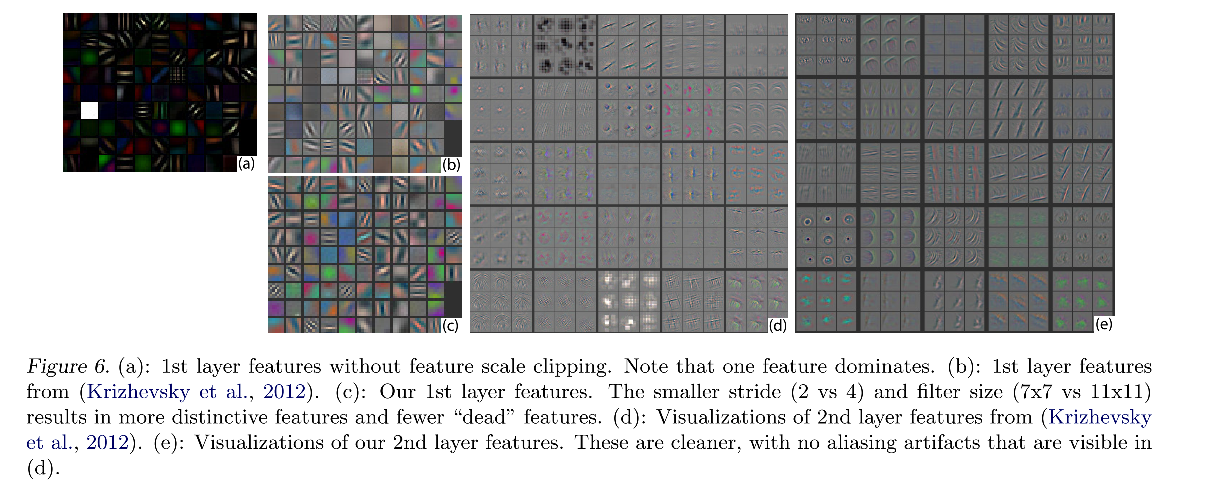 (a)
(b)
(c)
(d)
(e)
Figure 6. (a): 1st layer features without feature scale clipping. Note that one feature dominates. (b): 1st layer features
from (Krizhevsky et al., 2012). (c): Our 1st layer features. The smaller stride (2 vs 4) and filter size (7x7 vs 11x11)
results in more distinctive features and fewer “dead” features. (d): Visualizations of 2nd layer features from (Krizhevsky
et al., 2012). (e): Visualizations of our 2nd layer features. These are cleaner, with no aliasing artifacts that are visible in
(d).